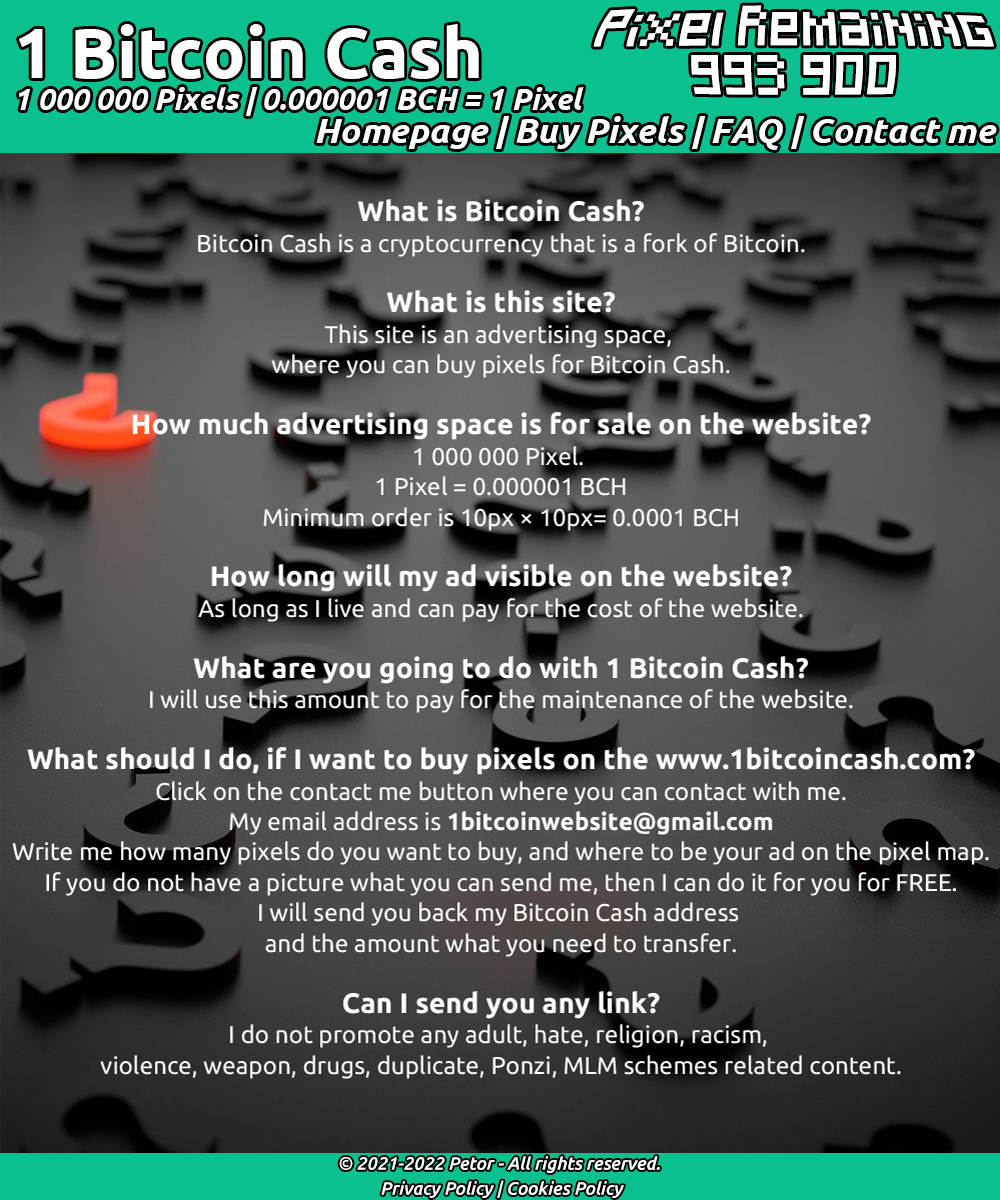 1 Bitcoin Cash
1 000 000 Pixels | 0.000001 BCH = 1 Pixel
Pixel Remaining
993 900
Homepage | Buy Pixels | FAQ | Contact me
What is Bitcoin Cash?
Bitcoin Cash is a cryptocurrency that is a fork of Bitcoin.
What is this site?
This site is an advertising space,
where you can buy pixels for Bitcoin Cash.
How much advertising space is for sale on the website?
1 000 000 Pixel.
1 Pixel = 0.000001 BCH
Minimum order is 10px × 10px= 0.0001 BCH
How long will my ad visible on the website?
As long as I live and can pay for the cost of the website.
What are you going to do with 1 Bitcoin Cash?
I will use this amount to pay for the maintenance of the website.
What should I do, if I want to buy pixels on the www.1bitcoincash.com?
Click on the contact me button where you can contact with me.
My email address is 1bitcoinwebsite@gmail.com
Write me how many pixels do you want to buy, and where to be your ad on the pixel map.
If you do not have a picture what you can send me, then I can do it for you for FREE.
I will send you back my Bitcoin Cash address
and the amount what you need to transfer.
Can I send you any link?
I do not promote any adult, hate, religion, racism,
violence, weapon, drugs, duplicate, Ponzi, MLM schemes related content.
© 2021-2022 Petor - All rights reserved.
Privacy Policy | Cookies Policy